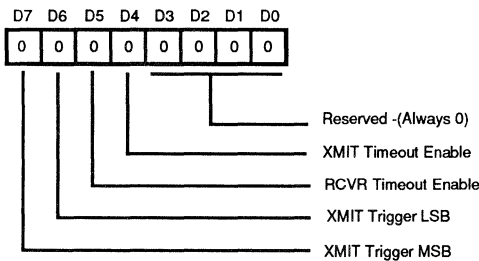 D7 D6 D5 D4 D3 D2 D1 D0
0 0 0 0 0 0 0 0
Reserved -(Always 0)
XMIT Timeout Enable
RCVR Timeout Enable
XMIT Trigger LSB
XMIT Trigger MSB